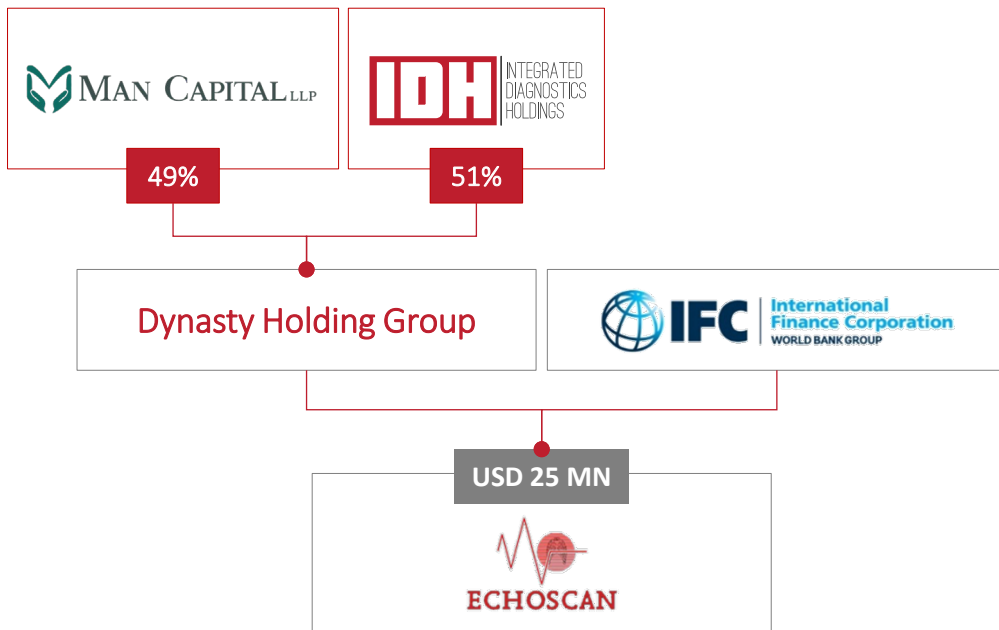 MAN CAPITAL LLP
IDH
INTEGRATED
DIAGNOSTICS
HOLDINGS
49%
51%
Dynasty Holding Group
IFC
International
Finance Corporation
WORLD BANK GROUP
USD 25 MN
ECHOSCAN